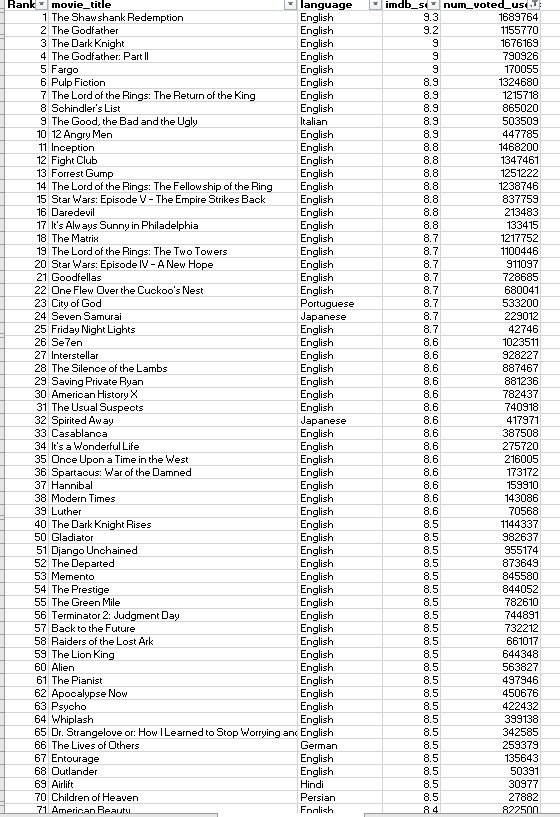 Rank movie_title language imdb_sc num_voted_us
1 The Shawshank Redemption English 9.3 1689764
2 The Godfather English 9.2 1155770
3 The Dark Knight English 9 1676169
4 The Godfather: Part II English 9 790926
5 Fargo English 9 170055
6 Pulp Fiction English 8.9 1324680
7 The Lord of the Rings: The Return of the King English 8.9 1215718
8 Schindler's List English 8.9 865020
9 The Good, the Bad and the Ugly Italian 8.9 503509
10 12 Angry Men English 8.9 447785
11 Inception English 8.8 1468200
12 Fight Club English 8.8 1347461
13 Forrest Gump English 8.8 1251222
14 The Lord of the Rings: The Fellowship of the Ring English 8.8 1238746
15 Star Wars: Episode V - The Empire Strikes Back English 8.8 837759
16 Daredevil English 8.8 213483
17 It's Always Sunny in Philadelphia English 8.8 133415
18 The Matrix English 8.7 1217752
19 The Lord of the Rings: The Two Towers English 8.7 1100446
20 Star Wars: Episode IV - A New Hope English 8.7 911097
21 Goodfellas English 8.7 728685
22 One Flew Over the Cuckoo's Nest English 8.7 680041
23 City of God Portuguese 8.7 533200
24 Seven Samurai Japanese 8.7 229012
25 Friday Night Lights English 8.7 42746
26 Se7en English 8.6 1023511
27 Interstellar English 8.6 928227
28 The Silence of the Lambs English 8.6 887467
29 Saving Private Ryan English 8.6 881236
30 American History X English 8.6 782437
31 The Usual Suspects English 8.6 740918
32 Spirited Away Japanese 8.6 417971
33 Casablanca English 8.6 387508
34 It's a Wonderful Life English 8.6 275720
35 Once Upon a Time in the West English 8.6 216005
36 Spartacus: War of the Damned English 8.6 173172
37 Hannibal English 8.6 159910
38 Modern Times English 8.6 143086
39 Luther English 8.6 70568
40 The Dark Knight Rises English 8.5 1144337
50 Gladiator English 8.5 982637
51 Django Unchained English 8.5 955174
52 The Departed English 8.5 873649
53 Memento English 8.5 845580
54 The Prestige English 8.5 844052
55 The Green Mile English 8.5 782610
56 Terminator 2: Judgment Day English 8.5 744891
57 Back to the Future English 8.5 732212
58 Raiders of the Lost Ark English 8.5 661017
59 The Lion King English 8.5 644348
60 Alien English 8.5 563827
61 The Pianist English 8.5 497946
62 Apocalypse Now English 8.5 450676
63 Psycho English 8.5 422432
64 Whiplash English 8.5 399138
65 Dr. Strangelove or: How I Learned to Stop Worrying and English 8.5 342585
66 The Lives of Others German 8.5 259379
67 Entourage English 8.5 135643
68 Outlander English 8.5 50391
69 Airlift Hindi 8.5 30977
70 Children of Heaven Persian 8.5 27882
71 American Beauty English 8.4 822500